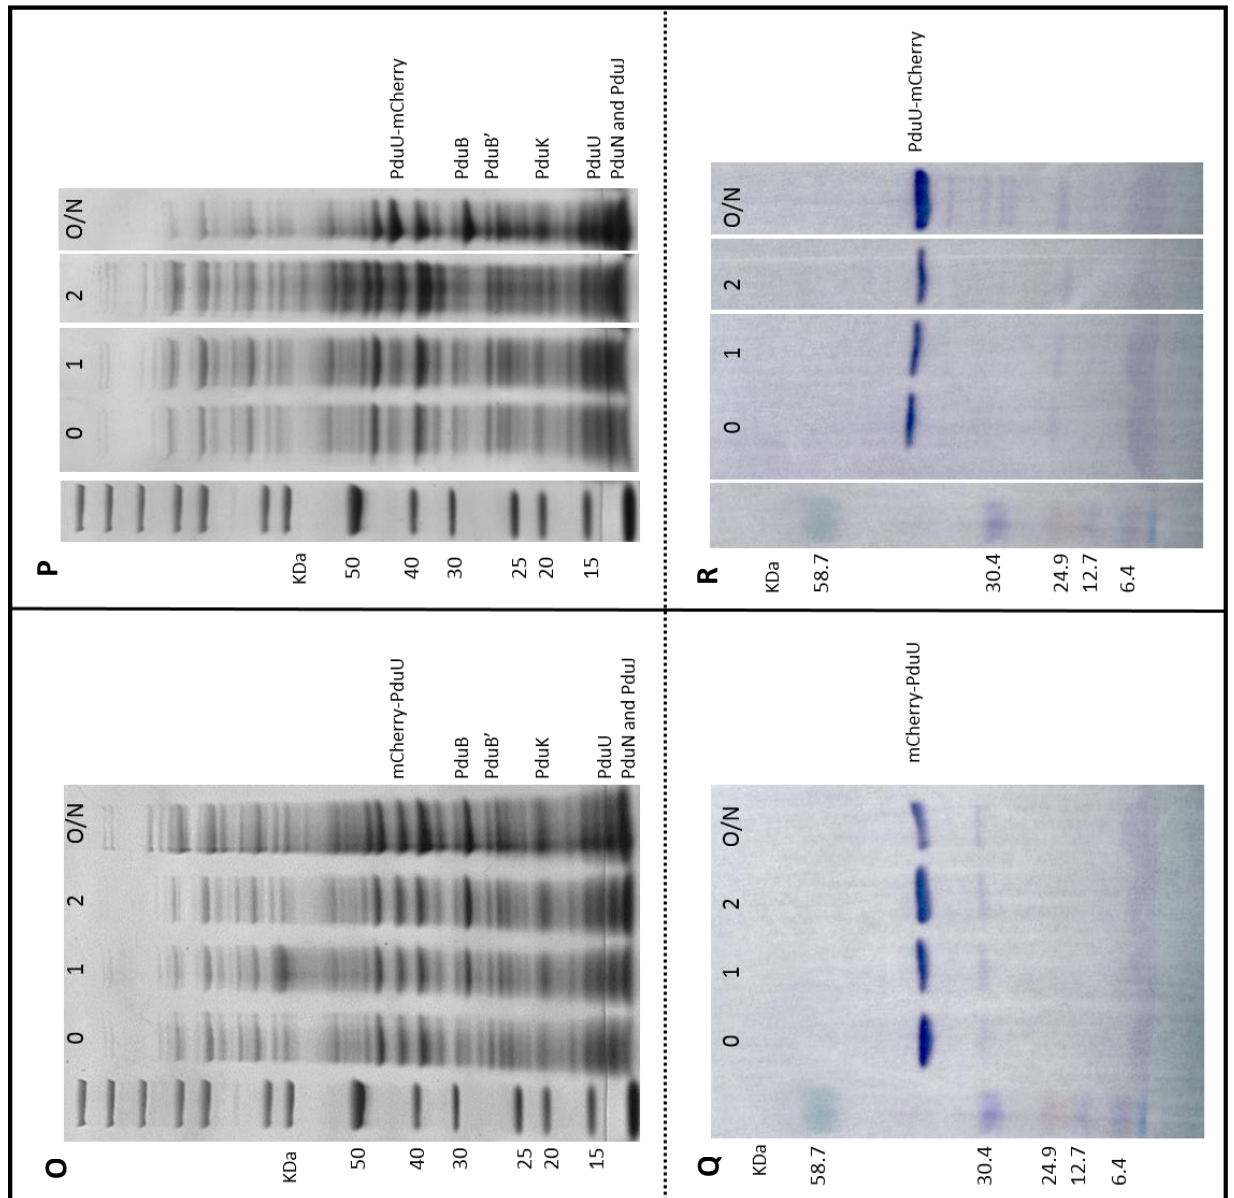 O
0
1
2
O/N
KDa
50
40
30
25
20
15
mCherry-PduU
PduB
PduB’
PduK
PduU
PduN and PduJ
P
0
1
2
O/N
KDa
50
40
30
25
20
15
PduU-mCherry
PduB
PduB’
PduK
PduU
PduN and PduJ
Q
0
1
2
O/N
KDa
58.7
30.4
24.9
12.7
6.4
mCherry-PduU
R
0
1
2
O/N
KDa
58.7
30.4
24.9
12.7
6.4
PduU-mCherry